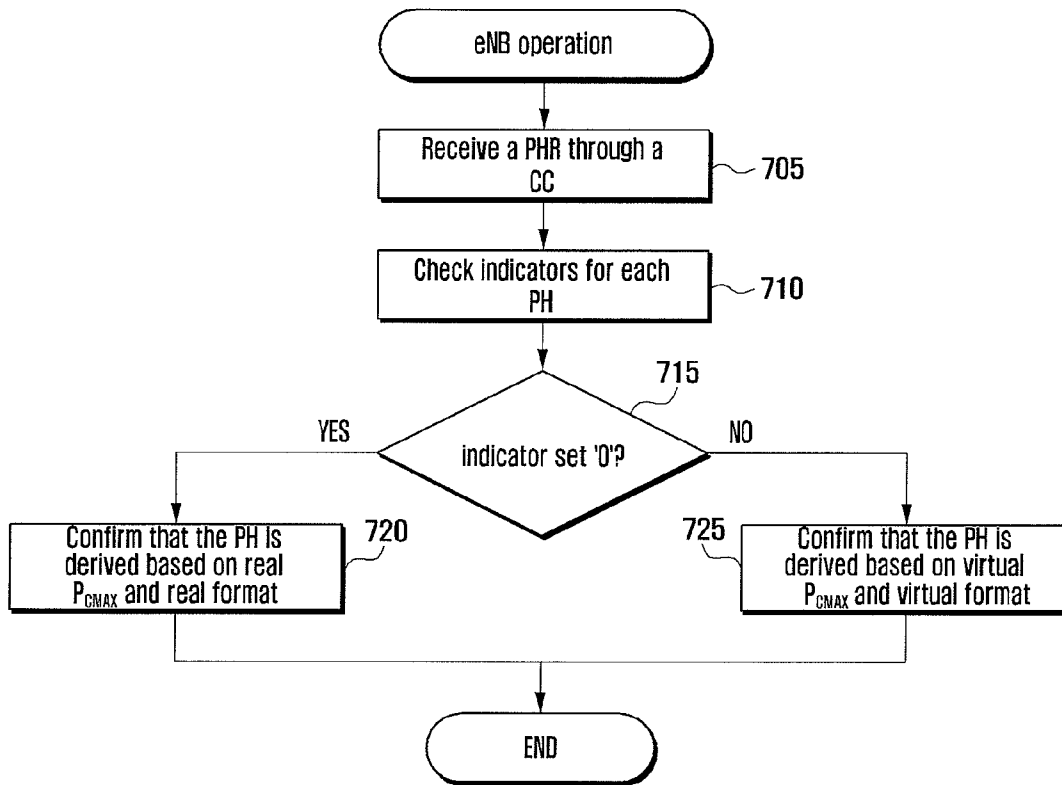 eNB operation
Receive a PHR through a
CC
705
Check indicators for each
PH
710
715
YES
NO
indicator set '0'?
Confirm that the PH is
derived based on real
PCMAX and real format
720
725
Confirm that the PH is
derived based on virtual
PCMAX and virtual format
END